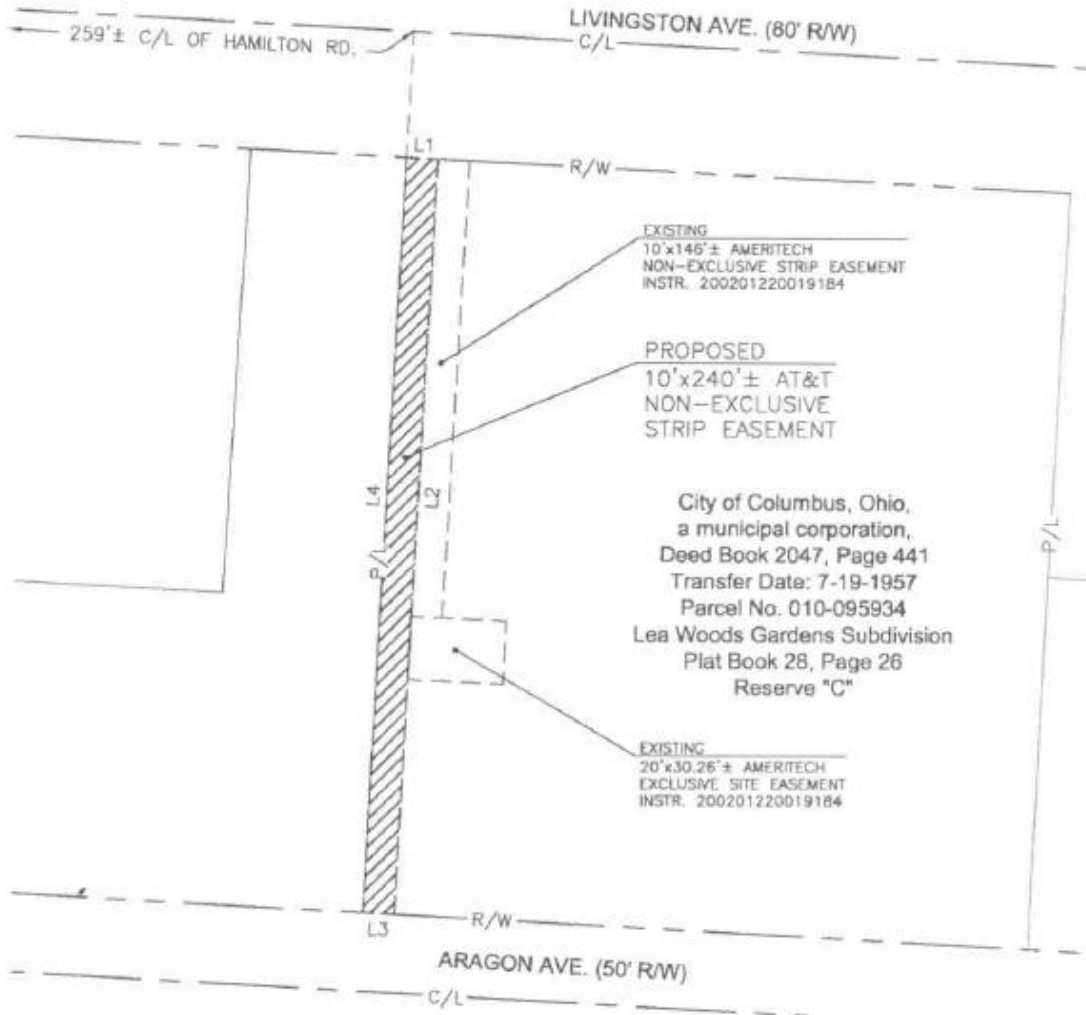 LIVINGSTON AVE. (80' R/W)
C/L
259'± C/L OF HAMILTON RD.
L1
R/W
EXISTING
10'x146'± AMERITECH
NON-EXCLUSIVE STRIP EASEMENT
INSTR. 200201220019184
PROPOSED
10'x240'± AT&T
NON-EXCLUSIVE
STRIP EASEMENT
L4
L2
P/L
P/L
City of Columbus, Ohio,
a municipal corporation,
Deed Book 2047, Page 441
Transfer Date: 7-19-1957
Parcel No. 010-095934
Lea Woods Gardens Subdivision
Plat Book 28, Page 26
Reserve "C"
EXISTING
20'x30.26'± AMERITECH
EXCLUSIVE SITE EASEMENT
INSTR. 200201220019184
R/W
L3
ARAGON AVE. (50' R/W)
C/L